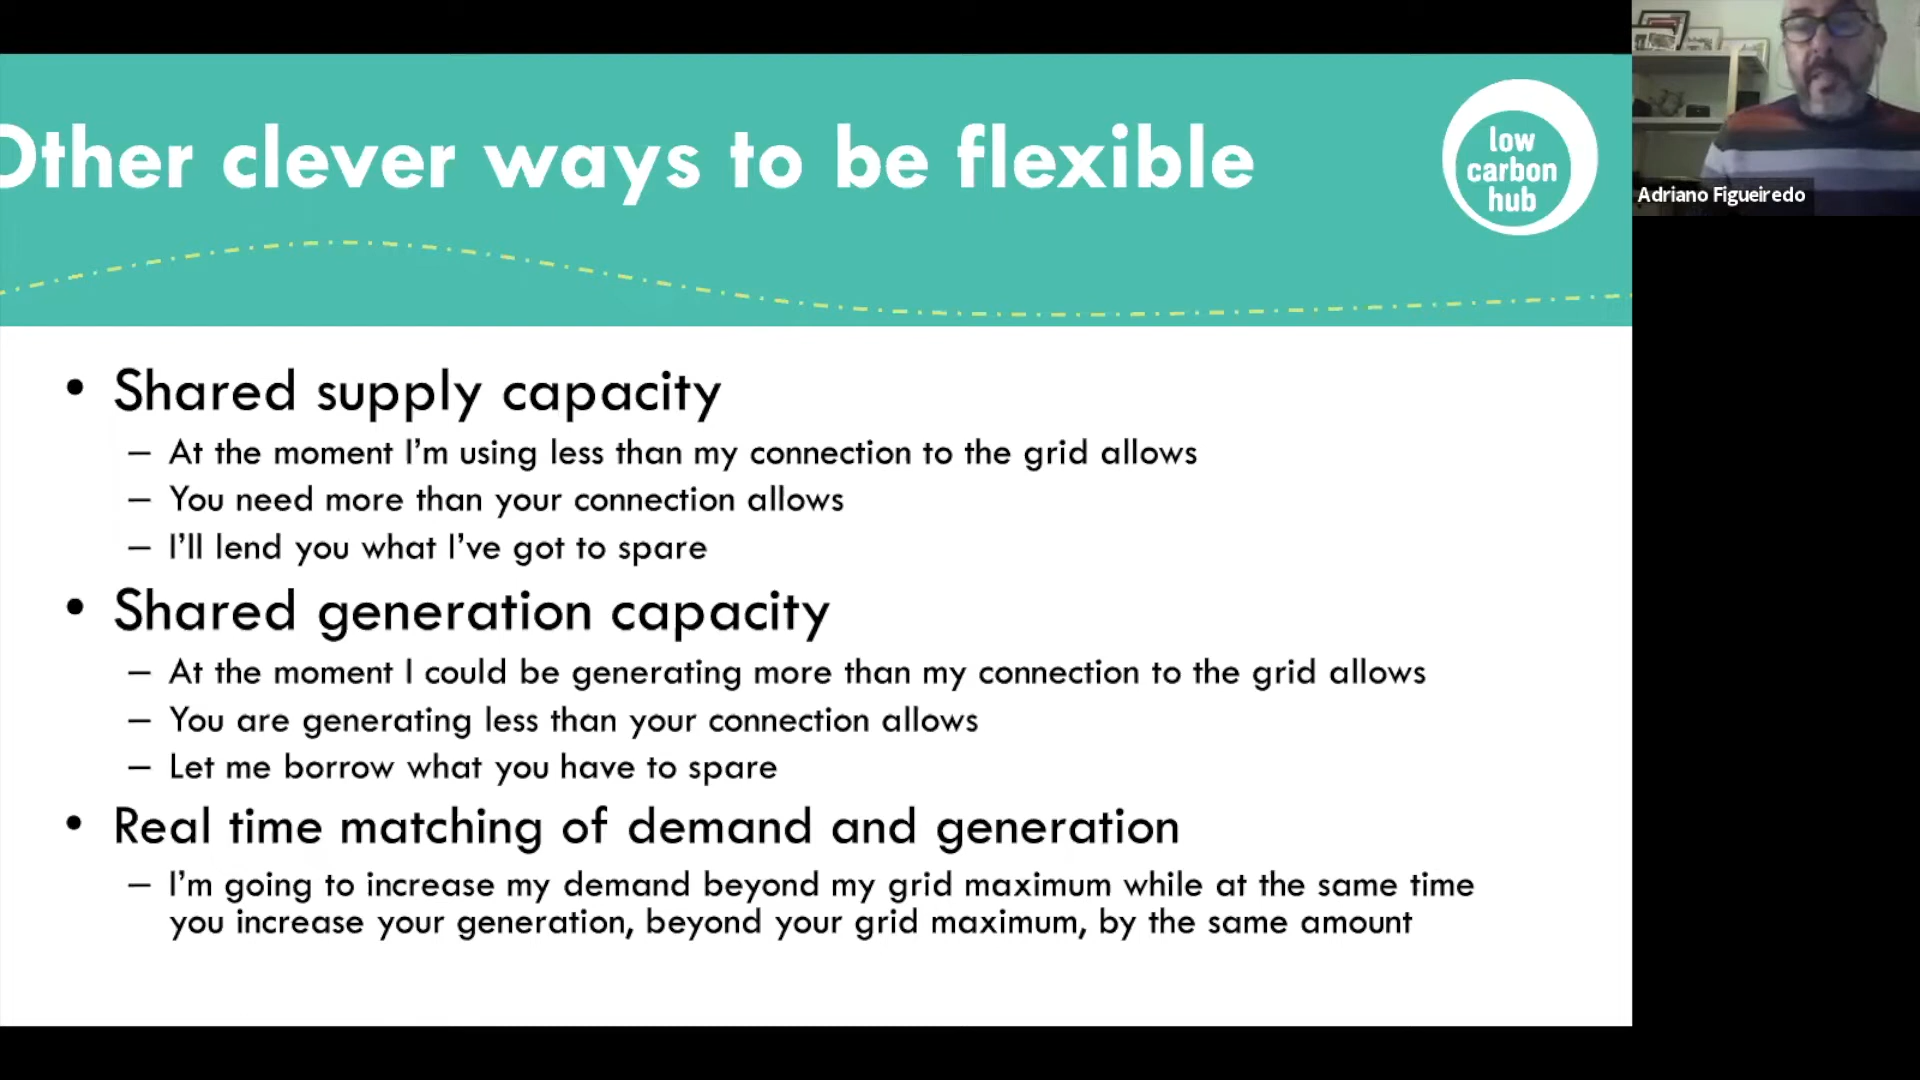 Other clever ways to be flexible
low
carbon
hub
Adriano Figueiredo
• Shared supply capacity
– At the moment I’m using less than my connection to the grid allows
– You need more than your connection allows
– I’ll lend you what I’ve got to spare
• Shared generation capacity
– At the moment I could be generating more than my connection to the grid allows
– You are generating less than your connection allows
– Let me borrow what you have to spare
• Real time matching of demand and generation
– I’m going to increase my demand beyond my grid maximum while at the same time
you increase your generation, beyond your grid maximum, by the same amount